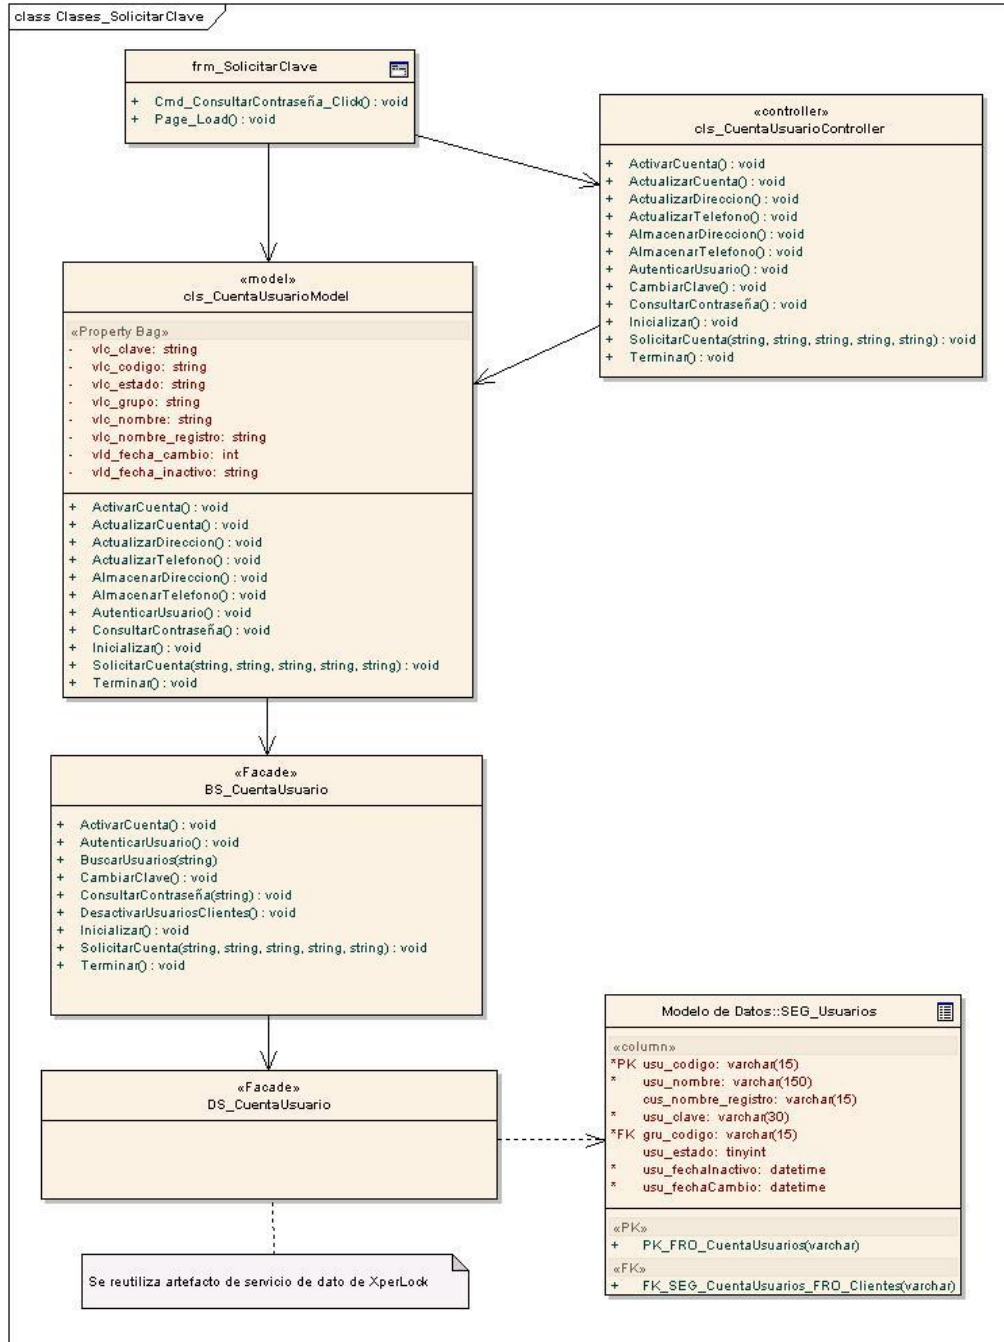 class Clases_SolicitarClave
frm_SolicitarClave
+ Cmd_ConsultarContraseña_Click() : void
+ Page_Load() : void
«controller»
cls_CuentaUsuarioController
+ ActivarCuenta() : void
+ ActualizarCuenta() : void
+ ActualizarDireccion() : void
+ ActualizarTelefono() : void
+ AlmacenarDireccion() : void
+ AlmacenarTelefono() : void
+ AutenticarUsuario() : void
+ CambiarClave() : void
+ ConsultarContraseña() : void
+ Inicializar() : void
+ SolicitarCuenta(string, string, string, string, string) : void
+ Terminar() : void
«model»
cls_CuentaUsuarioModel
«Property Bag»
- vlc_clave: string
- vlc_codigo: string
- vlc_estado: string
- vlc_grupo: string
- vlc_nombre: string
- vlc_nombre_registro: string
- vld_fecha_cambio: int
- vld_fecha_inactivo: string
+ ActivarCuenta() : void
+ ActualizarCuenta() : void
+ ActualizarDireccion() : void
+ ActualizarTelefono() : void
+ AlmacenarDireccion() : void
+ AlmacenarTelefono() : void
+ AutenticarUsuario() : void
+ ConsultarContraseña() : void
+ Inicializar() : void
+ SolicitarCuenta(string, string, string, string, string) : void
+ Terminar() : void
«Facade»
BS_CuentaUsuario
+ ActivarCuenta() : void
+ AutenticarUsuario() : void
+ BuscarUsuarios(string)
+ CambiarClave() : void
+ ConsultarContraseña(string) : void
+ DesactivarUsuariosClientes() : void
+ Inicializar() : void
+ SolicitarCuenta(string, string, string, string, string) : void
+ Terminar() : void
«Facade»
DS_CuentaUsuario
Se reutiliza artefacto de servicio de dato de XperLock
Modelo de Datos::SEG_Usuarios
«column»
*PK usu_codigo: varchar(15)
* usu_nombre: varchar(150)
cus_nombre_registro: varchar(15)
* usu_clave: varchar(30)
*FK gru_codigo: varchar(15)
usu_estado: tinyint
* usu_fechaInactivo: datetime
* usu_fechaCambio: datetime
«PK»
+ PK_FRO_CuentaUsuarios(varchar)
«FK»
+ FK_SEG_CuentaUsuarios_FRO_Clientes(varchar)